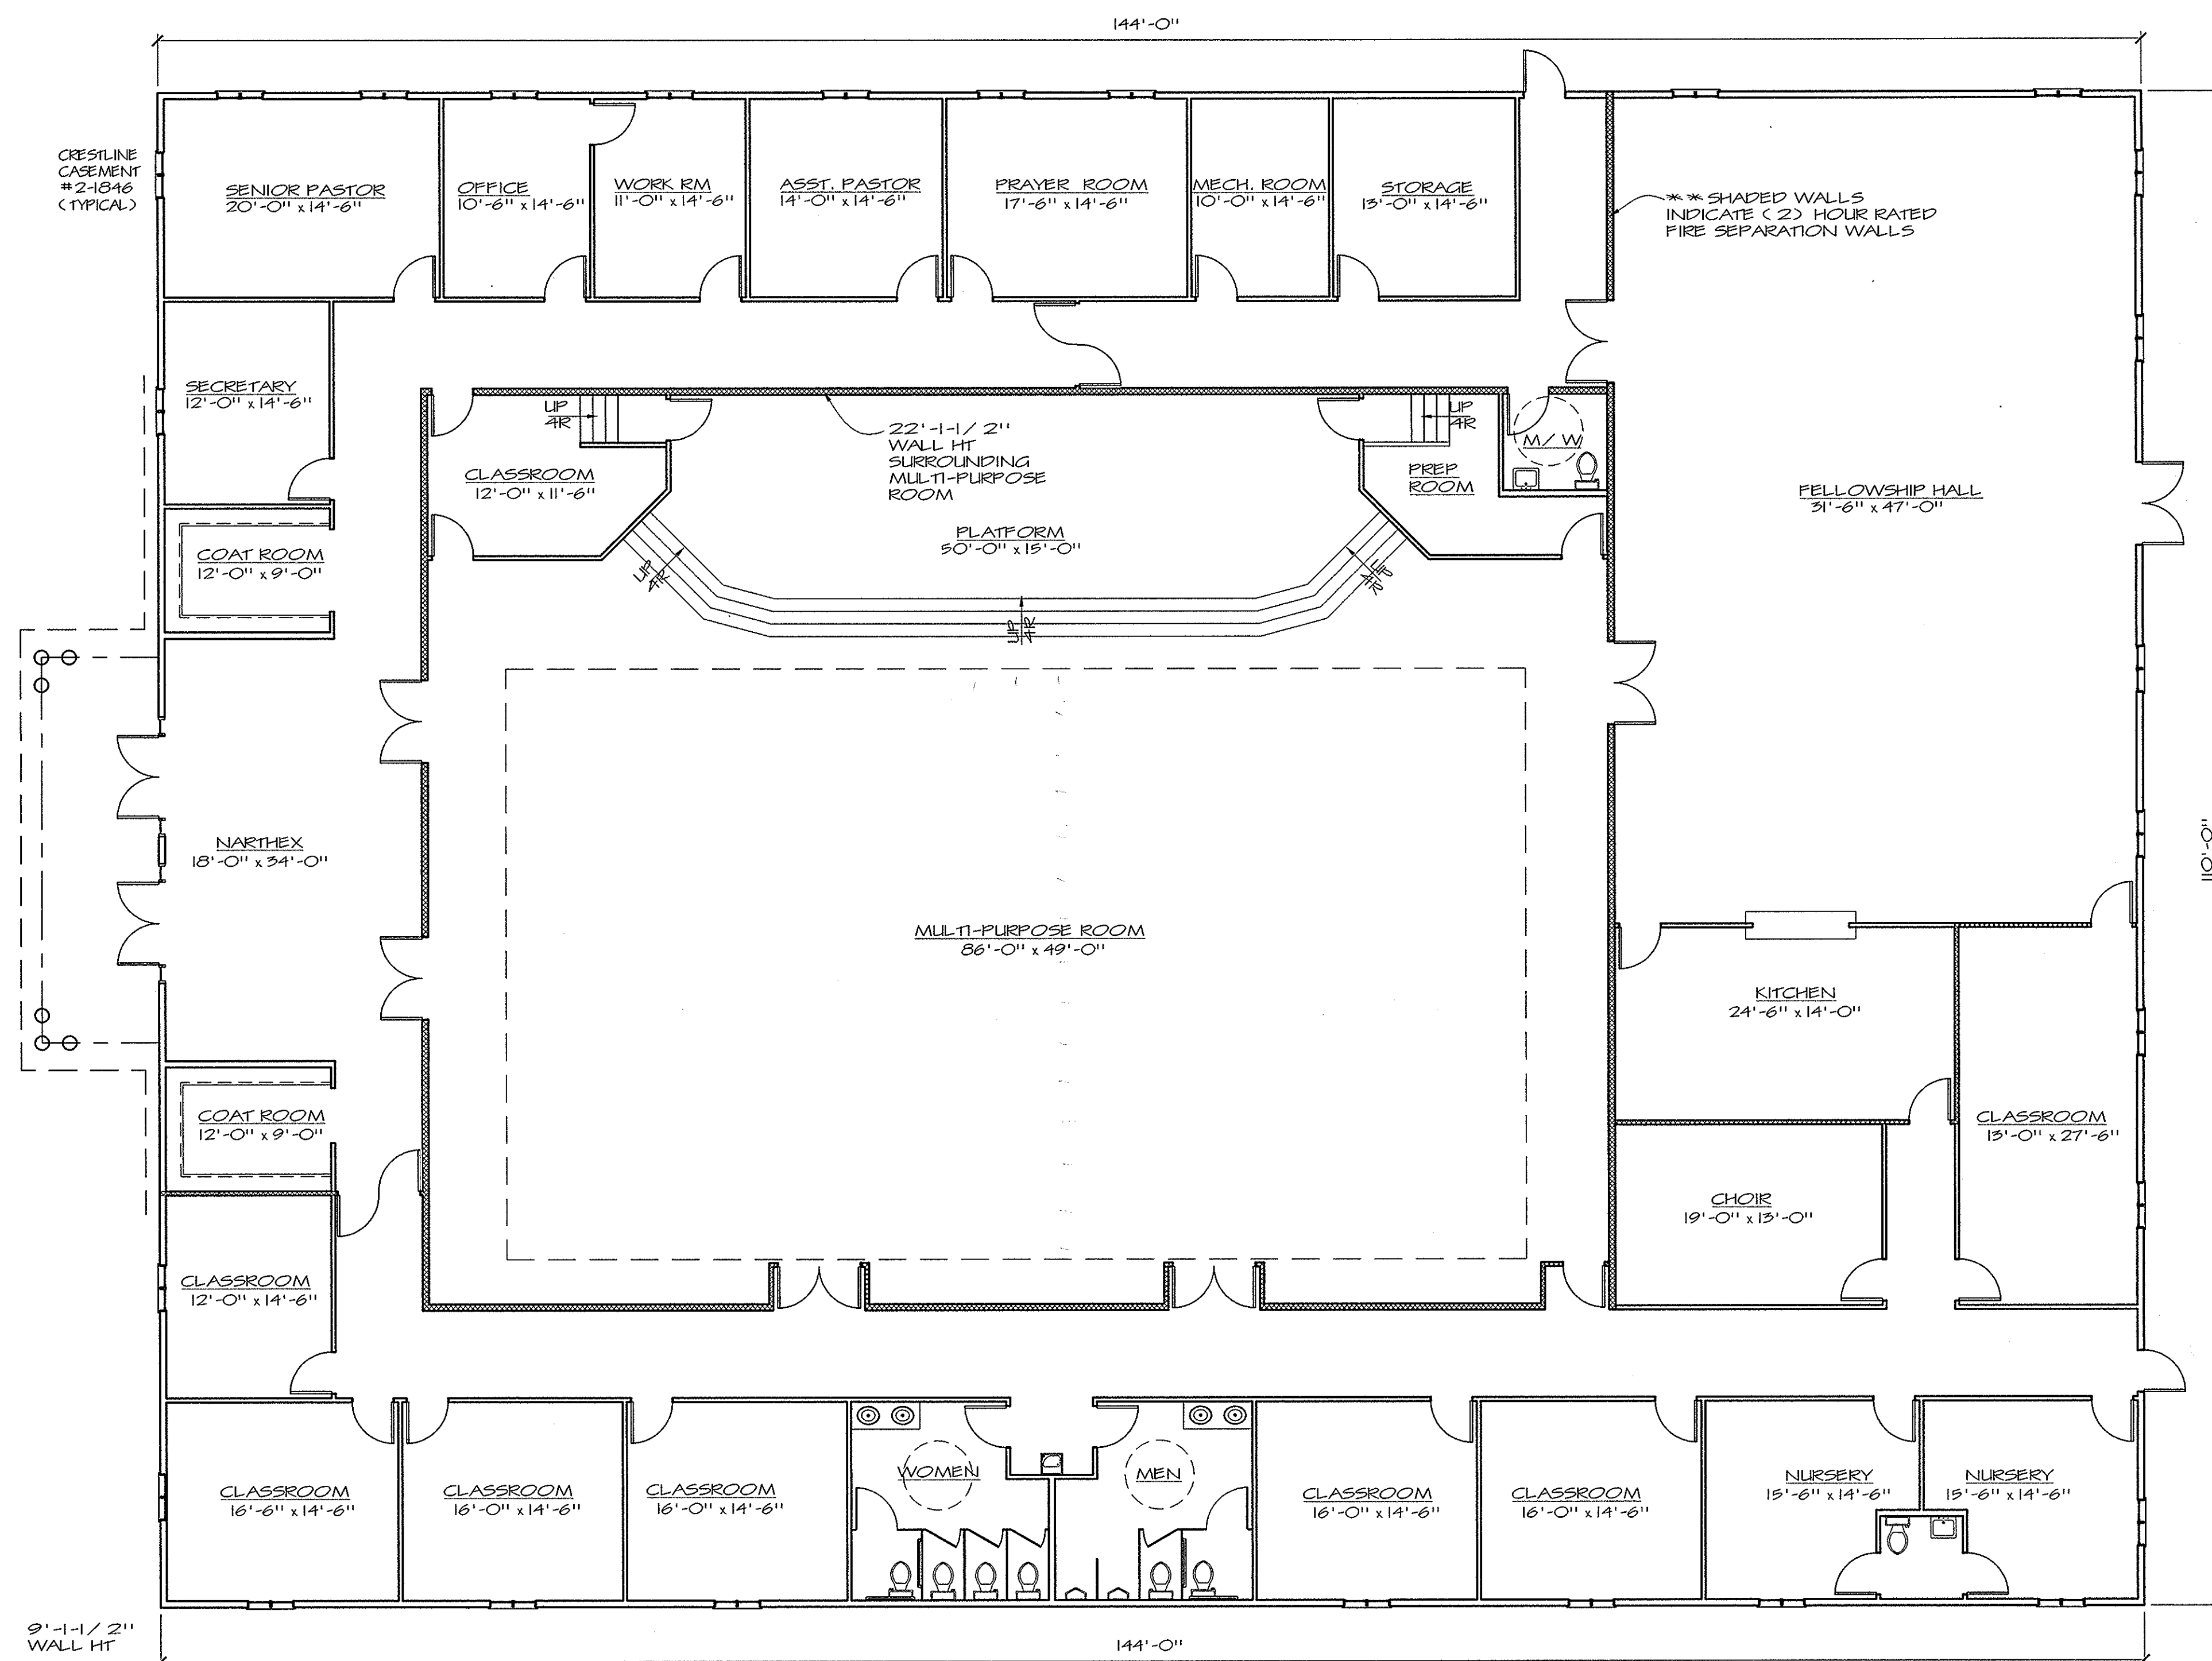 144'-0"
CRESTLINE
CASEMENT
#2-1846
(TYPICAL)
SENIOR PASTOR
20'-0" x 14'-6"
OFFICE
10'-6" x 14'-6"
WORK RM
11'-0" x 14'-6"
ASST. PASTOR
14'-0" x 14'-6"
PRAYER ROOM
17'-6" x 14'-6"
MECH. ROOM
10'-0" x 14'-6"
STORAGE
13'-0" x 14'-6"
**SHADED WALLS
INDICATE (2) HOUR RATED
FIRE SEPARATION WALLS
SECRETARY
12'-0" x 14'-6"
UP
4R
22'-1-1/2"
WALL HT
SURROUNDING
MULTI-PURPOSE
ROOM
UP
4R
M/W
CLASSROOM
12'-0" x 11'-6"
PREP
ROOM
FELLOWSHIP HALL
31'-6" x 47'-0"
COAT ROOM
12'-0" x 9'-0"
PLATFORM
50'-0" x 15'-0"
UP
4R
UP
4R
UP
4R
NARTHEX
18'-0" x 34'-0"
110'-0"
MULTI-PURPOSE ROOM
86'-0" x 49'-0"
KITCHEN
24'-6" x 14'-0"
COAT ROOM
12'-0" x 9'-0"
CLASSROOM
13'-0" x 27'-6"
CHOIR
19'-0" x 13'-0"
CLASSROOM
12'-0" x 14'-6"
CLASSROOM
16'-6" x 14'-6"
CLASSROOM
16'-0" x 14'-6"
CLASSROOM
16'-0" x 14'-6"
WOMEN
MEN
CLASSROOM
16'-0" x 14'-6"
CLASSROOM
16'-0" x 14'-6"
NURSERY
15'-6" x 14'-6"
NURSERY
15'-6" x 14'-6"
9'-1-1/2"
WALL HT
144'-0"